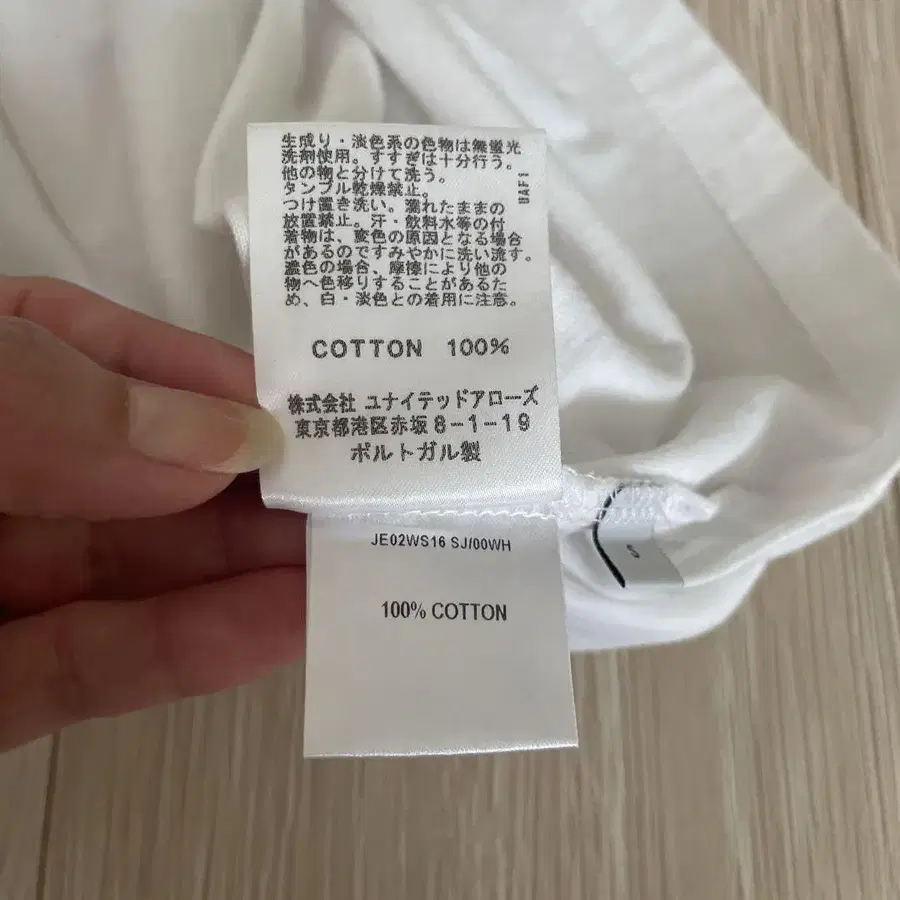 生成り・淡色系の色物は無蛍光
洗剤使用。すすぎは十分行う。
他の物と分けて洗う。
タンブル乾燥禁止。
つけ置き洗い。濡れたままの
放置禁止。汗・飲料水等の付
着物は、変色の原因となる場合
があるのですみやかに洗い流す。
濃色の場合、摩擦により他の
物へ色移りすることがあるた
め、白・淡色との着用に注意。
UAF1
COTTON 100%
株式会社 ユナイテッドアローズ
東京都港区赤坂8-1-19
ポルトガル製
JE02WS16 SJ/00WH
100% COTTON
S